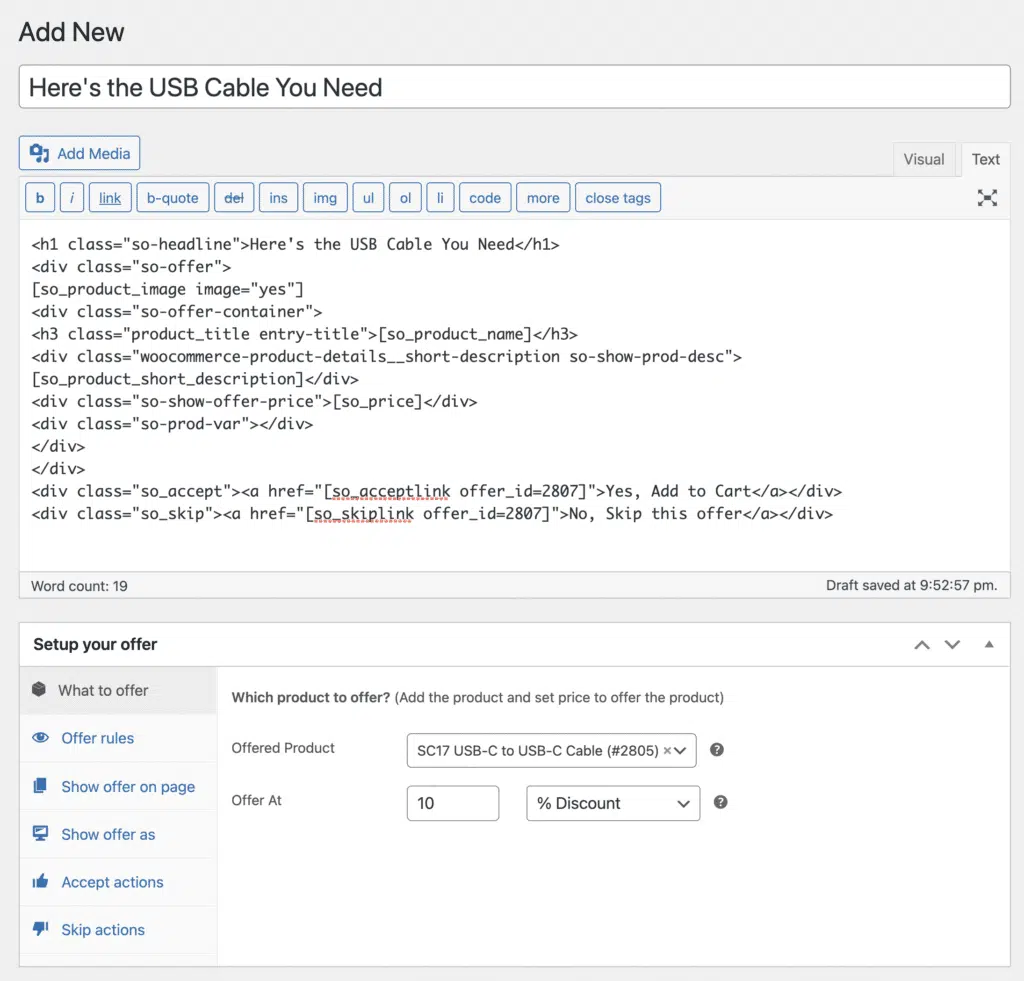 Add New
Here's the USB Cable You Need
Add Media
Visual Text
b i link b-quote del ins img ul ol li code more close tags
<h1 class="so-headline">Here's the USB Cable You Need</h1>
<div class="so-offer">
[so_product_image image="yes"]
<div class="so-offer-container">
<h3 class="product_title entry-title">[so_product_name]</h3>
<div class="woocommerce-product-details__short-description so-show-prod-desc">
[so_product_short_description]</div>
<div class="so-show-offer-price">[so_price]</div>
<div class="so-prod-var"></div>
</div>
</div>
<div class="so_accept"><a href="[so_acceptlink offer_id=2807]">Yes, Add to Cart</a></div>
<div class="so_skip"><a href="[so_skiplink offer_id=2807]">No, Skip this offer</a></div>
Word count: 19 Draft saved at 9:52:57 pm.
Setup your offer
What to offer
Which product to offer? (Add the product and set price to offer the product)
Offer rules
Offered Product SC17 USB-C to USB-C Cable (#2805) ×
Show offer on page
Offer At 10 % Discount
Show offer as
Accept actions
Skip actions